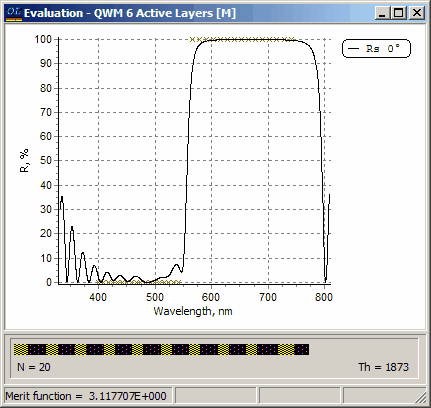 OL Evaluation - QWM 6 Active Layers [M]
100
90
80
70
60
50
40
30
20
10
0
R, %
Rs 0°
400 500 600 700 800
Wavelength, nm
N = 20 Th = 1873
Merit function = 3.117707E+000